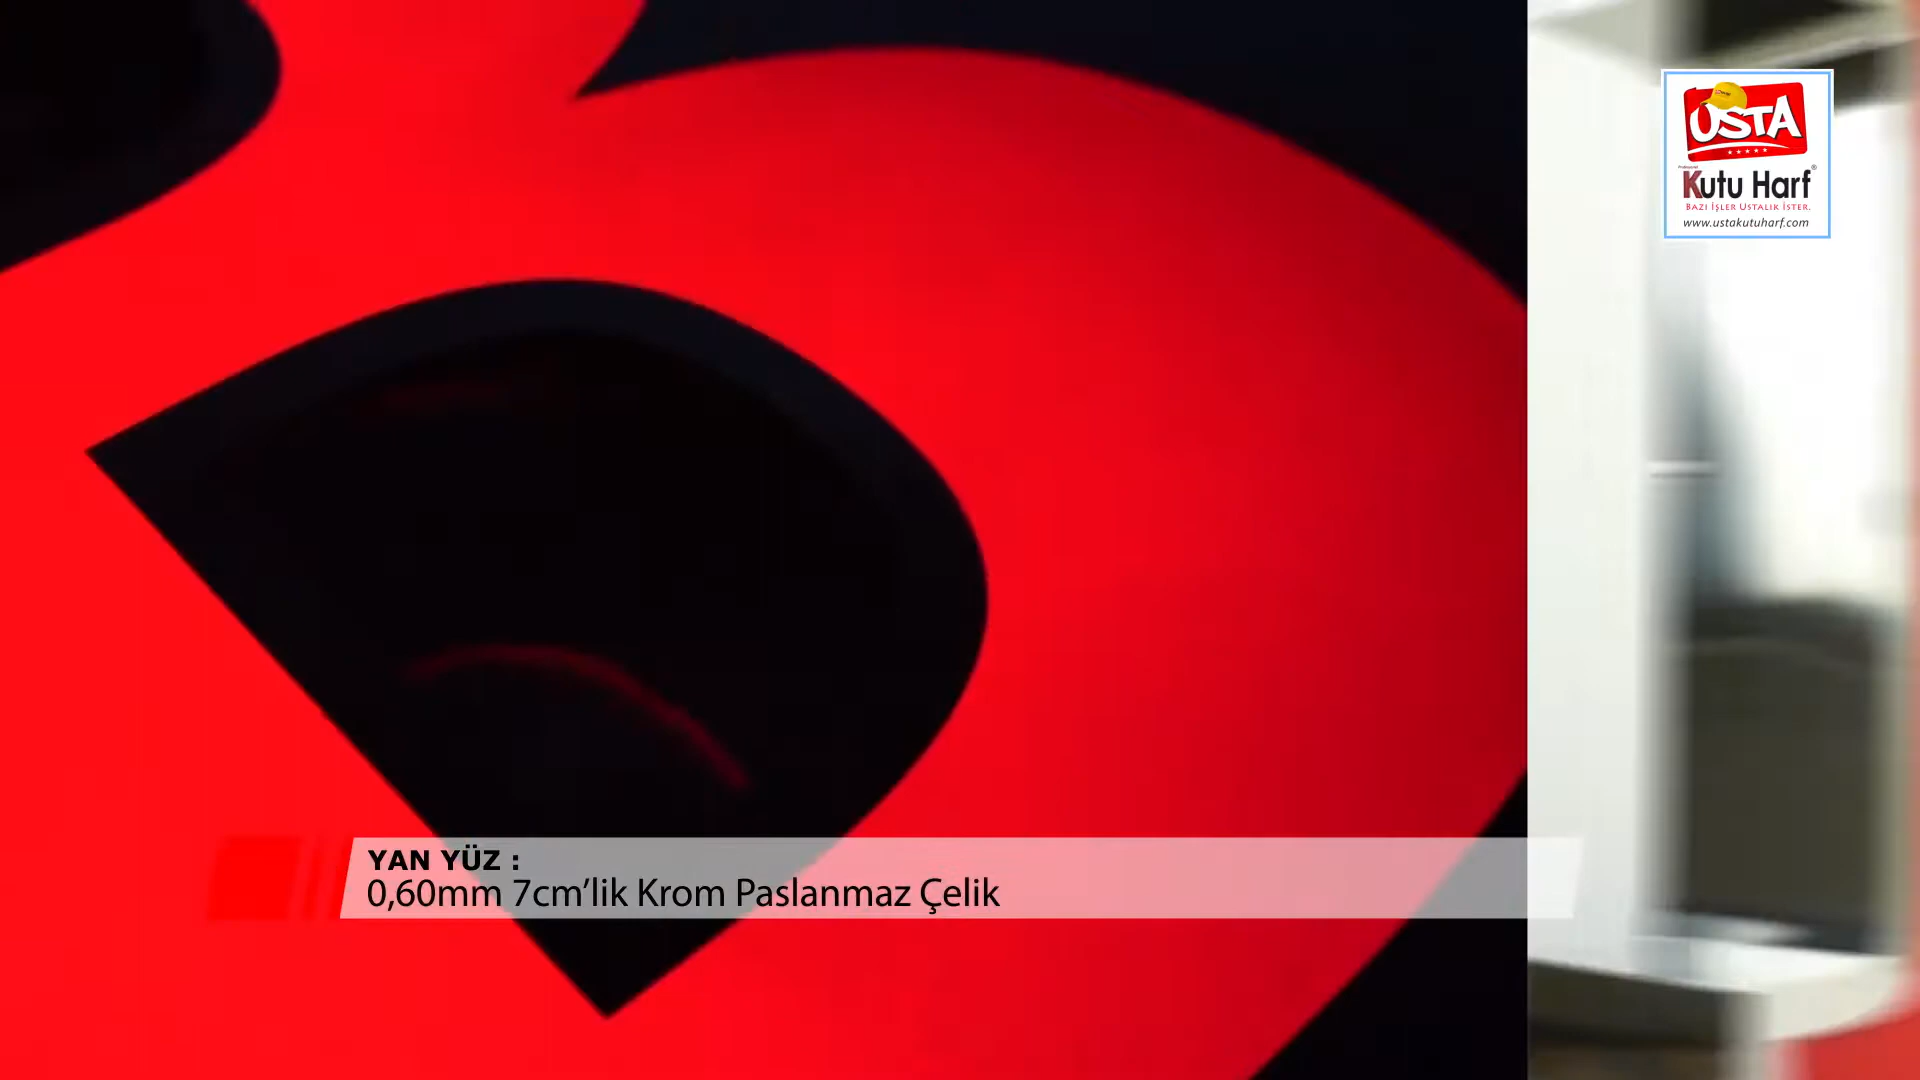 USTA
Kutu Harf®
BAZI İŞLER USTALIK İSTER.
www.ustakutuharf.com
YAN YÜZ :
0,60mm 7cm’lik Krom Paslanmaz Çelik